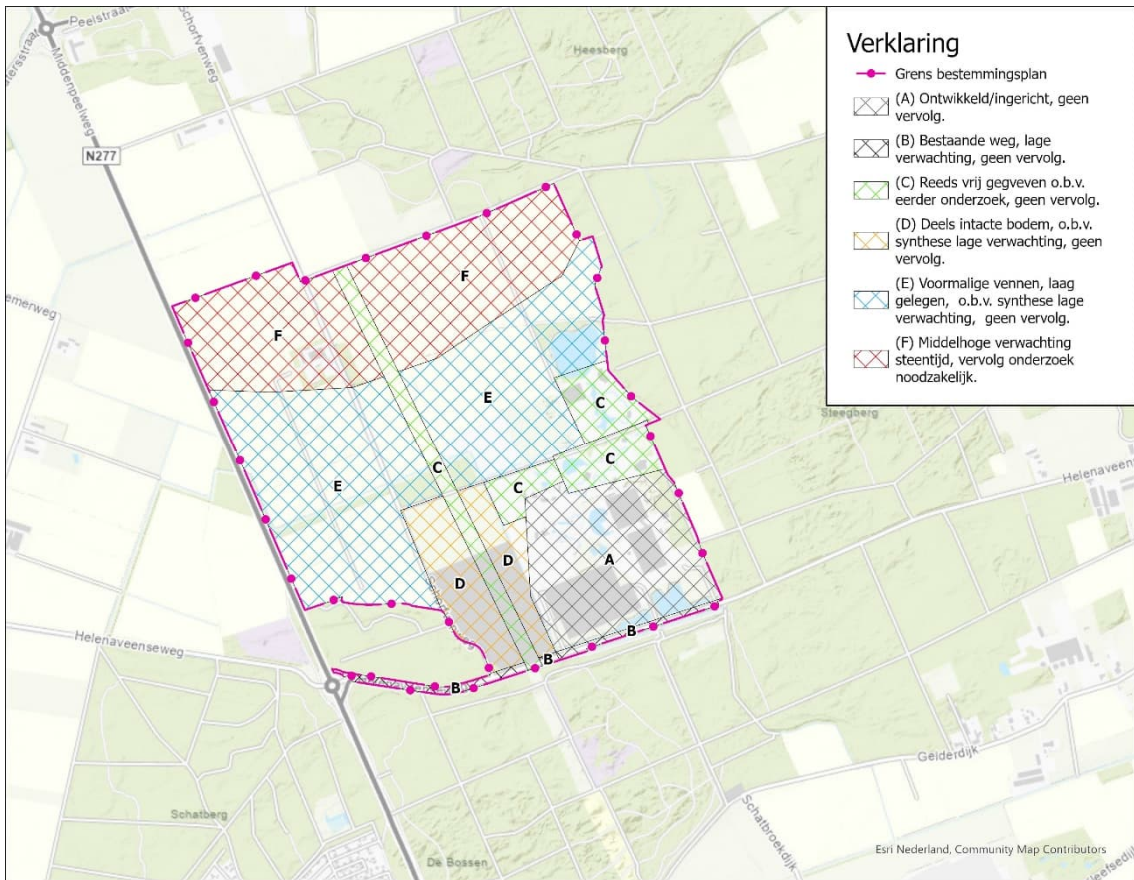 Peelstraat
Schorfvenweg
Middenpeelweg
Heesberg
N277
Verklaring
Grens bestemmingsplan
(A) Ontwikkeld/ingericht, geen
vervolg.
(B) Bestaande weg, lage
verwachting, geen vervolg.
(C) Reeds vrij gegveven o.b.v.
eerder onderzoek, geen vervolg.
(D) Deels intacte bodem, o.b.v.
synthese lage verwachting, geen
vervolg.
(E) Voormalige vennen, laag
gelegen, o.b.v. synthese lage
verwachting, geen vervolg.
(F) Middelhoge verwachting
steentijd, vervolg onderzoek
noodzakelijk.
F
F
E
C
Steegberg
C
C
C
E
Helenaveenseweg
D
A
D
B
B
B
Helenaveenseweg
Gelderdijk
Schatberg
Schatbroekdijk
De Bossen
Esri Nederland, Community Map Contributors